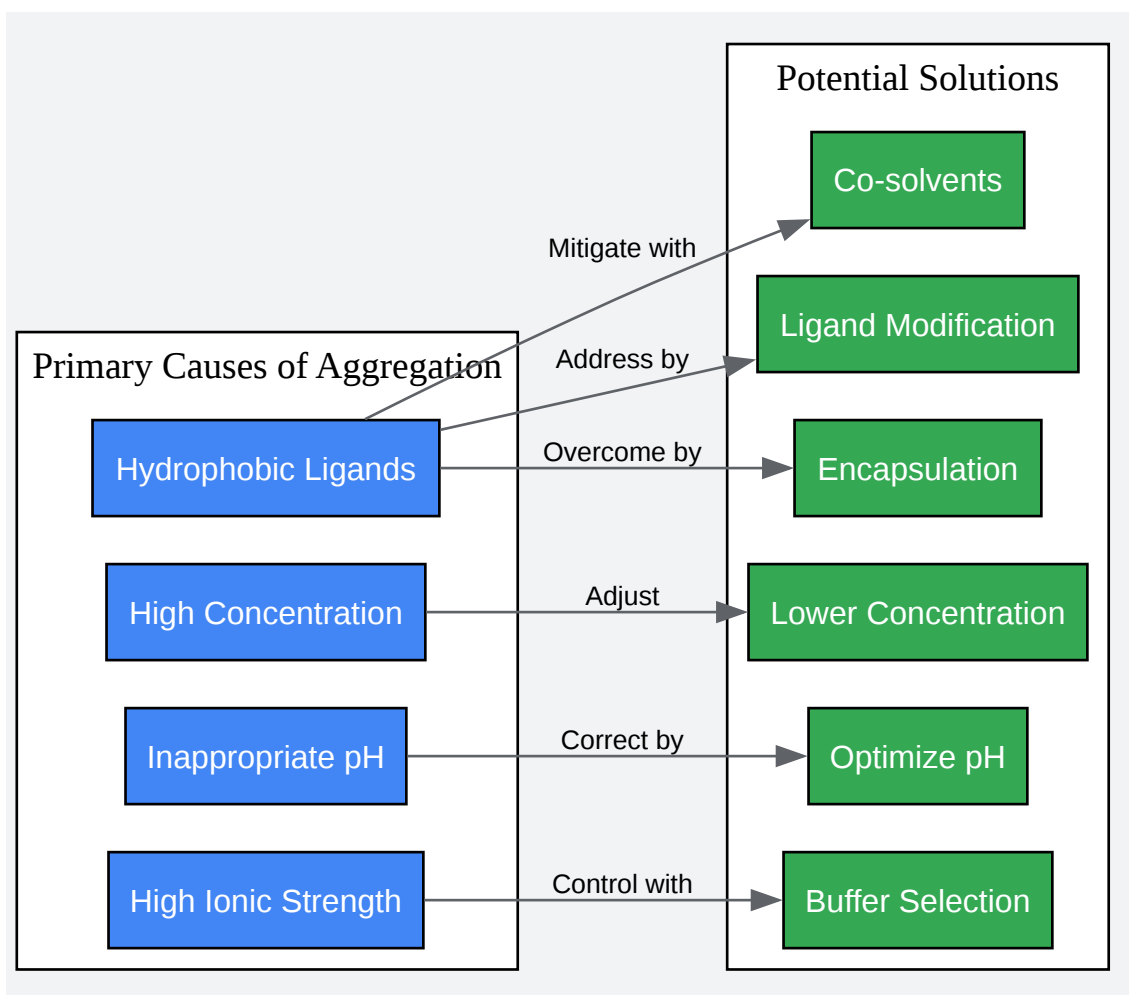 Potential Solutions
Co-solvents
Mitigate with
Ligand Modification
Address by
Primary Causes of Aggregation
Hydrophobic Ligands
Overcome by
Encapsulation
High Concentration
Adjust
Lower Concentration
Inappropriate pH
Correct by
Optimize pH
High Ionic Strength
Control with
Buffer Selection